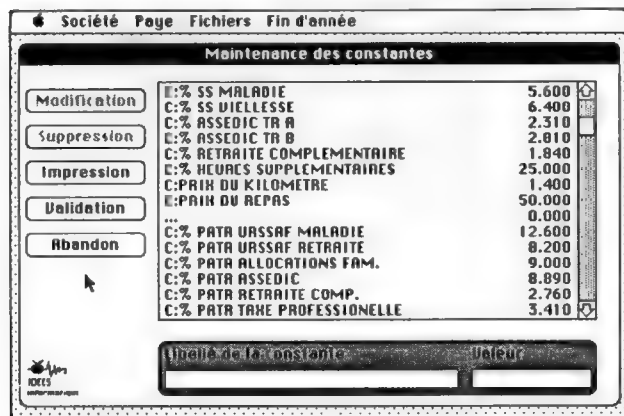 Société Paye Fichiers Fin d'année
Maintenance des constantes
Modification
Suppression
Impression
Validation
Abandon
C:% SS MALADIE 5.600
C:% SS VIELLESSE 6.400
C:% ASSEDIC TR A 2.310
C:% ASSEDIC TR B 2.810
C:% RETRAITE COMPLEMENTAIRE 1.840
C:% HEURES SUPPLEMENTAIRES 25.000
C:PRIX DU KILOMETRE 1.400
C:PRIX DU REPAS 50.000
... 0.000
C:% PATR URSSAF MALADIE 12.600
C:% PATR URSSAF RETRAITE 8.200
C:% PATR ALLOCATIONS FAM. 9.000
C:% PATR ASSEDIC 8.890
C:% PATR RETRAITE COMP. 2.760
C:% PATR TAXE PROFESSIONELLE 3.410
Libellé de la constante Valeur
IDEES
informatique